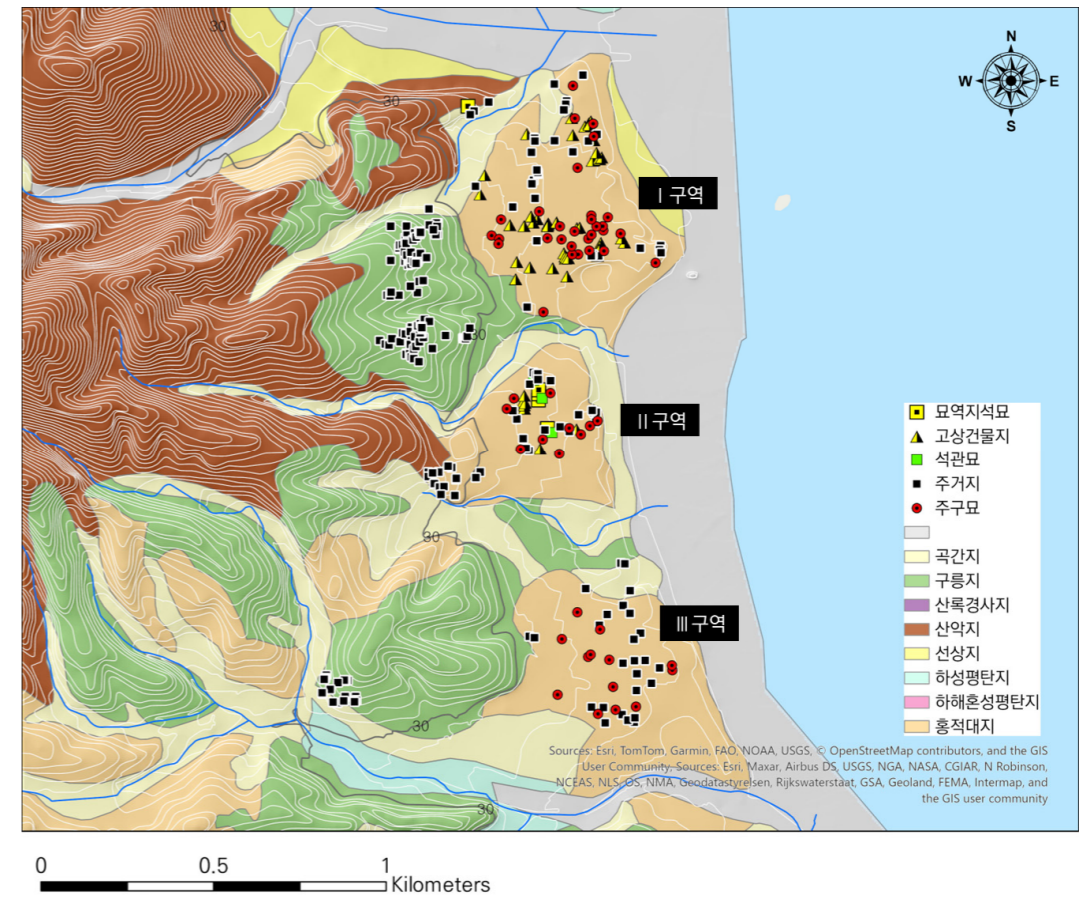 30
N
W E
S
30
Ⅰ구역
30
Ⅱ구역
묘역지석묘
고상건물지
석관묘
주거지
주구묘
곡간지
구릉지
산록경사지
산악지
선상지
하성평탄지
하해혼성평탄지
홍적대지
30
Ⅲ구역
30
30
Sources: Esri, TomTom, Garmin, FAO, NOAA, USGS, © OpenStreetMap contributors, and the GIS
User Community, Sources: Esri, Maxar, Airbus DS, USGS, NGA, NASA, CGIAR, N Robinson,
NCEAS, NLS, OS, NMA, Geodatastyrelsen, Rijkswaterstaat, GSA, Geoland, FEMA, Intermap, and
the GIS user community
0 0.5 1
Kilometers